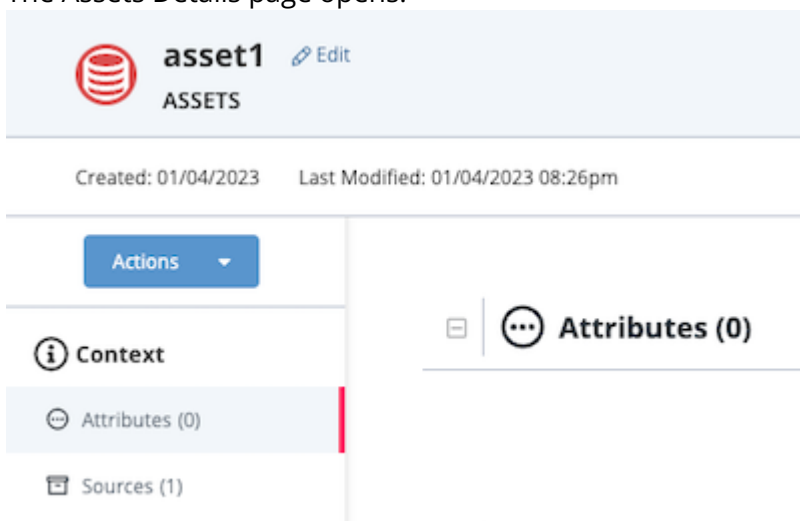 The Assets Details page opens.
asset1 Edit
ASSETS
Created: 01/04/2023 Last Modified: 01/04/2023 08:26pm
Actions
Attributes (0)
Context
Attributes (0)
Sources (1)